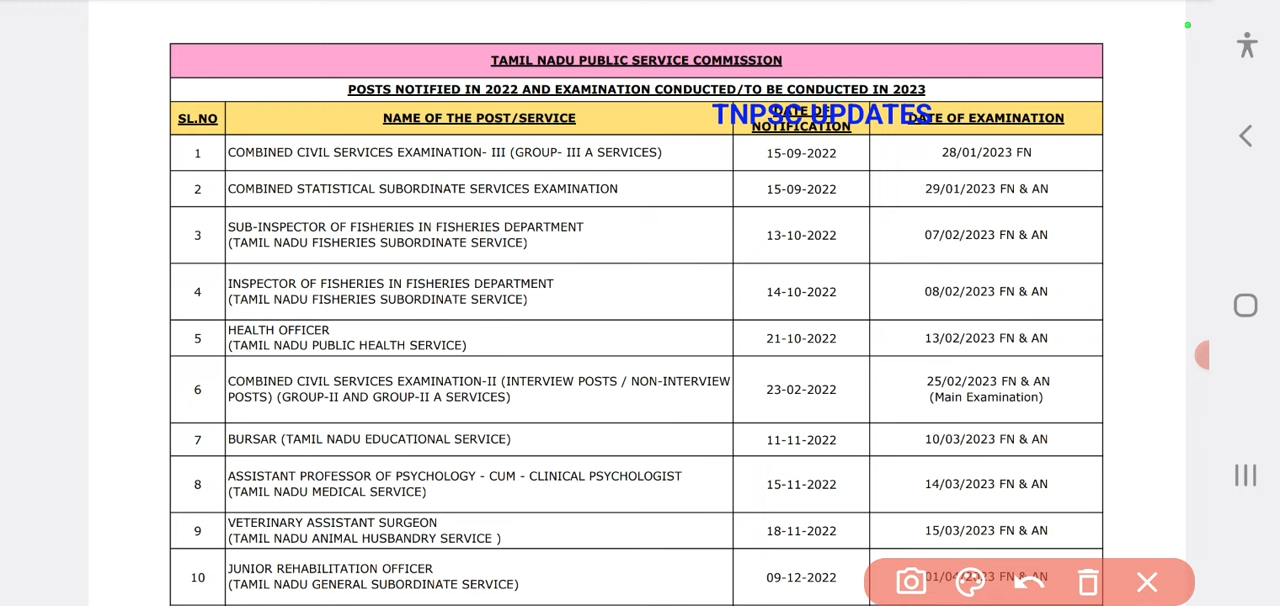 TAMIL NADU PUBLIC SERVICE COMMISSION
POSTS NOTIFIED IN 2022 AND EXAMINATION CONDUCTED/TO BE CONDUCTED IN 2023
TNPSC UPDATES
SL.NO NAME OF THE POST/SERVICE DATE OF NOTIFICATION DATE OF EXAMINATION
1 COMBINED CIVIL SERVICES EXAMINATION- III (GROUP- III A SERVICES) 15-09-2022 28/01/2023 FN
2 COMBINED STATISTICAL SUBORDINATE SERVICES EXAMINATION 15-09-2022 29/01/2023 FN & AN
3 SUB-INSPECTOR OF FISHERIES IN FISHERIES DEPARTMENT
(TAMIL NADU FISHERIES SUBORDINATE SERVICE) 13-10-2022 07/02/2023 FN & AN
4 INSPECTOR OF FISHERIES IN FISHERIES DEPARTMENT
(TAMIL NADU FISHERIES SUBORDINATE SERVICE) 14-10-2022 08/02/2023 FN & AN
5 HEALTH OFFICER
(TAMIL NADU PUBLIC HEALTH SERVICE) 21-10-2022 13/02/2023 FN & AN
6 COMBINED CIVIL SERVICES EXAMINATION-II (INTERVIEW POSTS / NON-INTERVIEW
POSTS) (GROUP-II AND GROUP-II A SERVICES) 23-02-2022 25/02/2023 FN & AN
(Main Examination)
7 BURSAR (TAMIL NADU EDUCATIONAL SERVICE) 11-11-2022 10/03/2023 FN & AN
8 ASSISTANT PROFESSOR OF PSYCHOLOGY - CUM - CLINICAL PSYCHOLOGIST
(TAMIL NADU MEDICAL SERVICE) 15-11-2022 14/03/2023 FN & AN
9 VETERINARY ASSISTANT SURGEON
(TAMIL NADU ANIMAL HUSBANDRY SERVICE ) 18-11-2022 15/03/2023 FN & AN
10 JUNIOR REHABILITATION OFFICER
(TAMIL NADU GENERAL SUBORDINATE SERVICE) 09-12-2022 AN